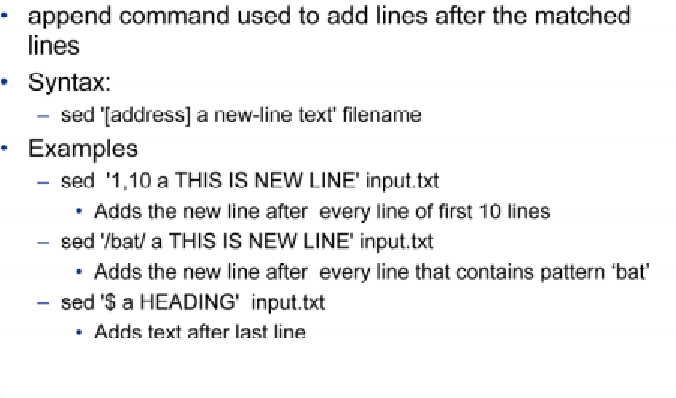 • append command used to add lines after the matched
lines
• Syntax:
– sed '[address] a new-line text' filename
• Examples
– sed  '1,10 a THIS IS NEW LINE' input.txt
• Adds the new line after  every line of first 10 lines
– sed '/bat/ a THIS IS NEW LINE' input.txt
• Adds the new line after  every line that contains pattern ‘bat’
– sed '$ a HEADING'  input.txt
• Adds text after last line